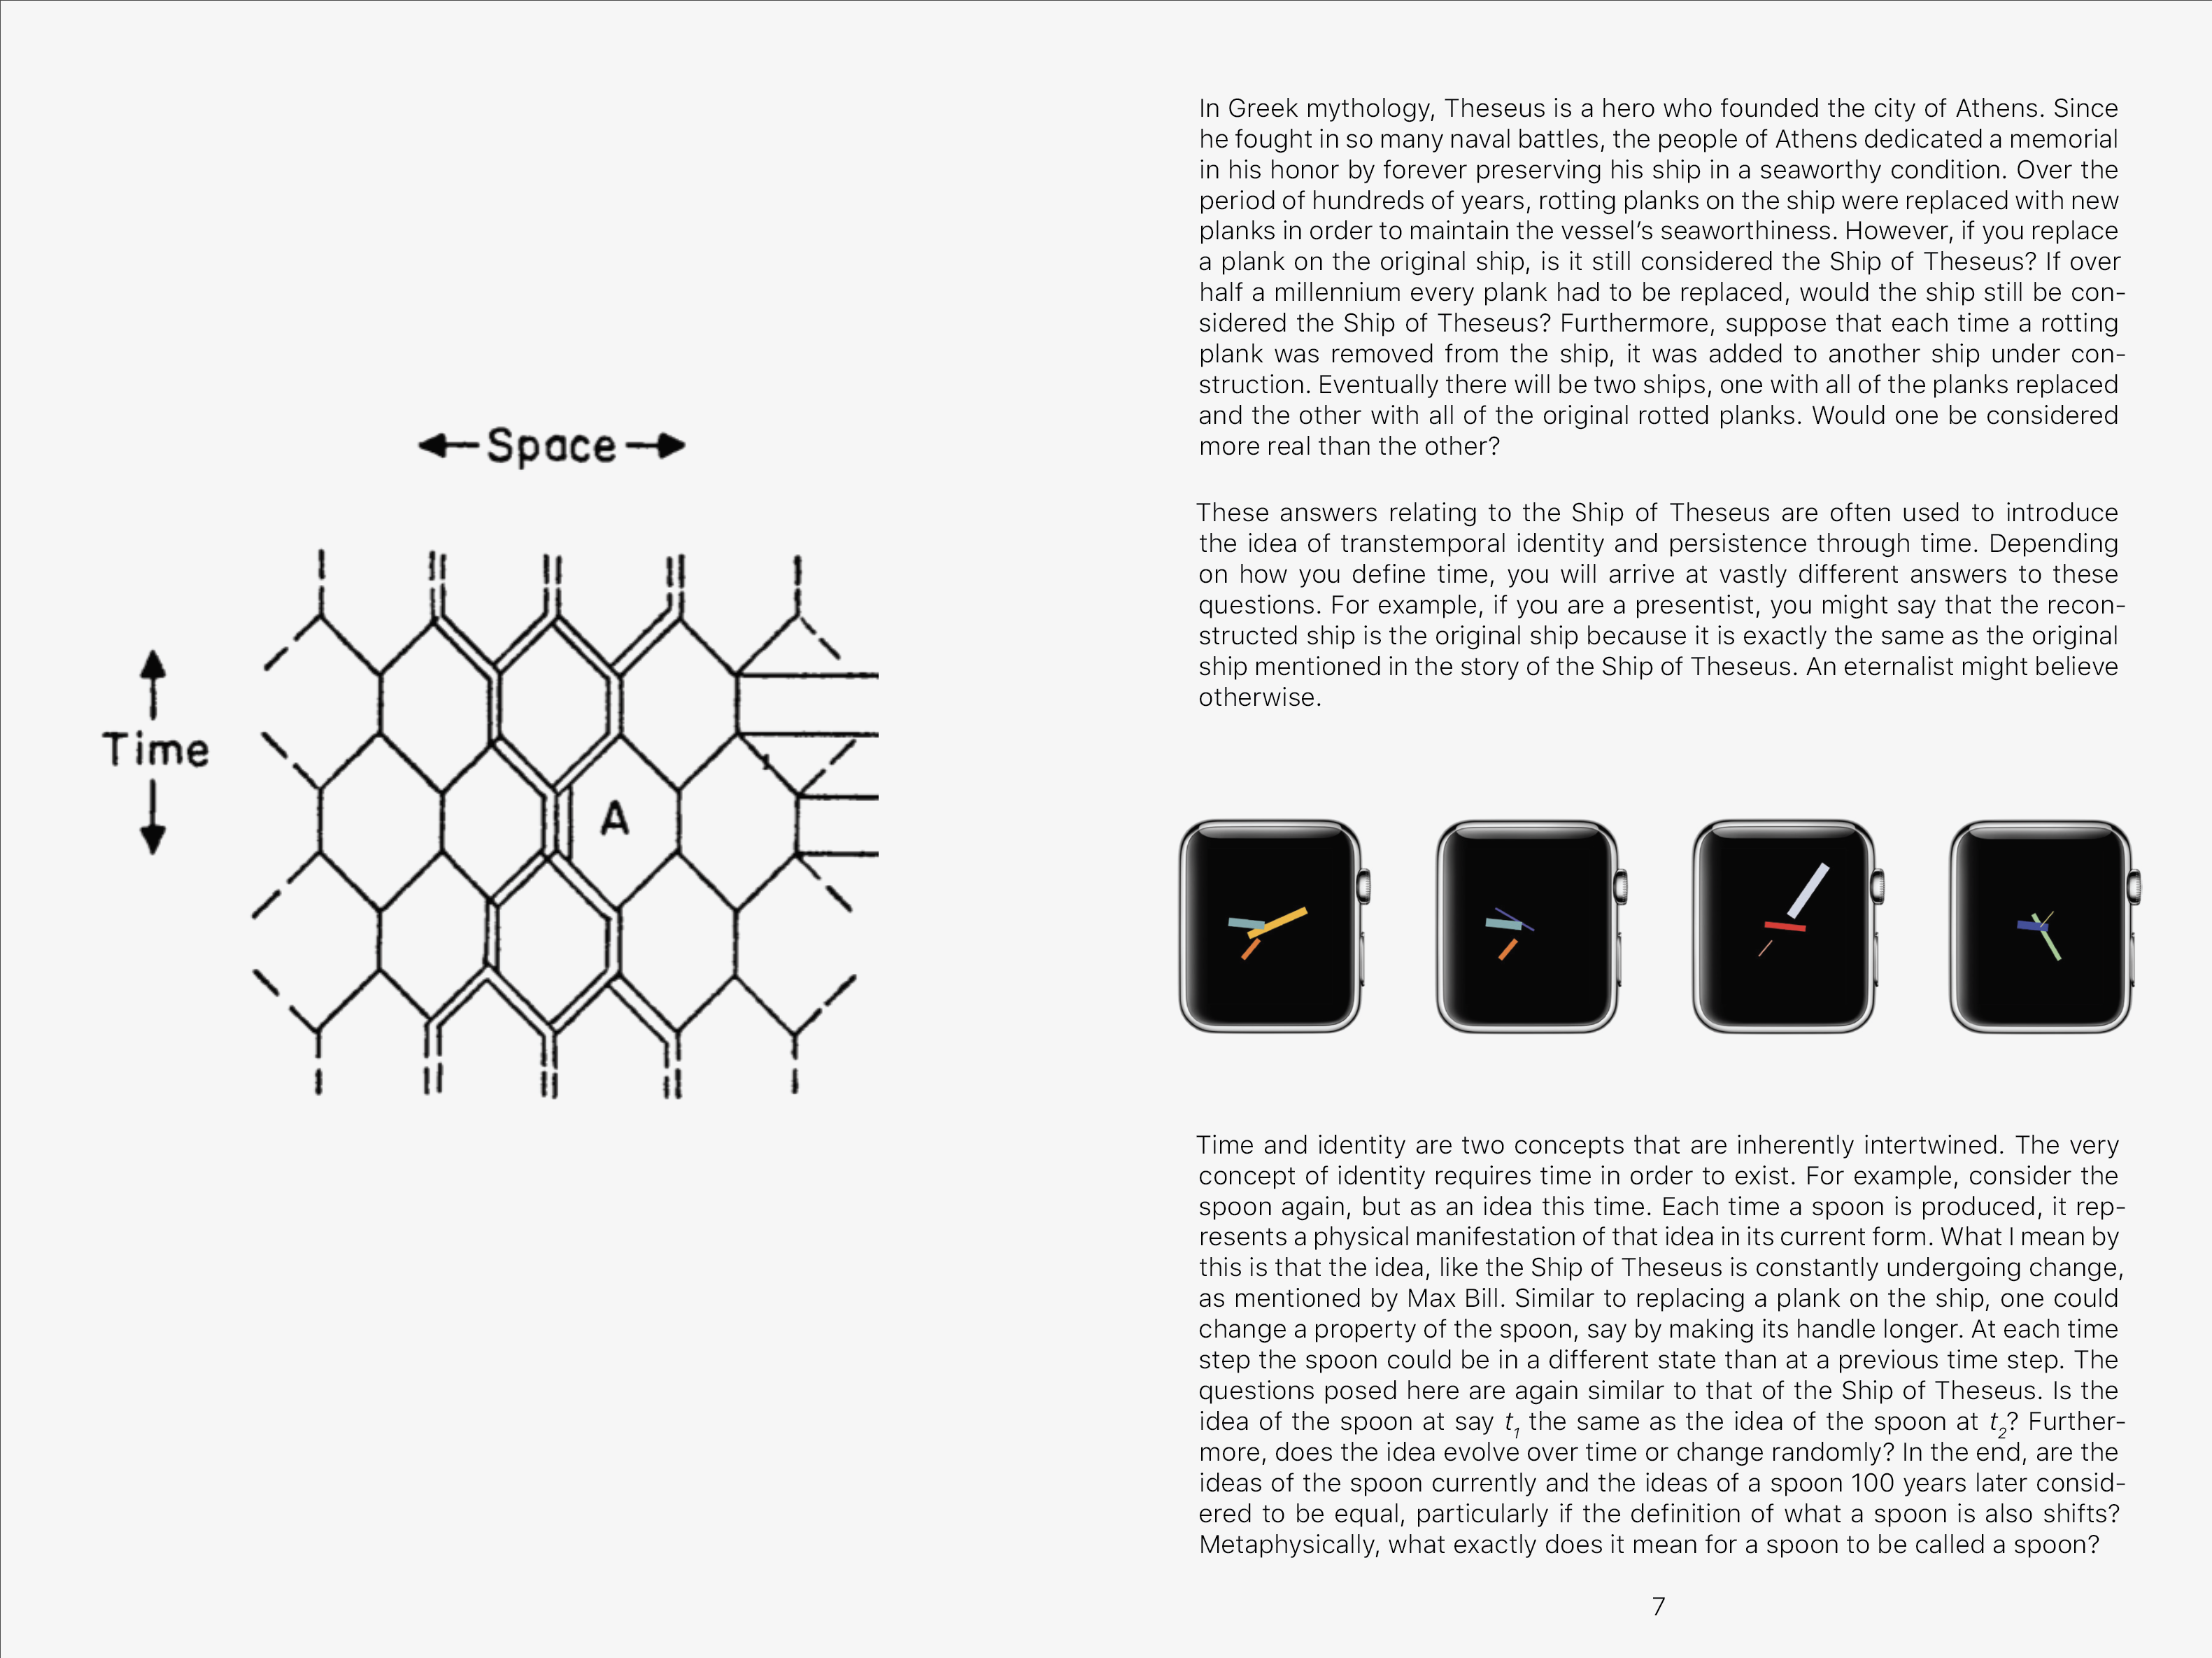 Space
Time
A
In Greek mythology, Theseus is a hero who founded the city of Athens. Since
he fought in so many naval battles, the people of Athens dedicated a memorial
in his honor by forever preserving his ship in a seaworthy condition. Over the
period of hundreds of years, rotting planks on the ship were replaced with new
planks in order to maintain the vessel’s seaworthiness. However, if you replace
a plank on the original ship, is it still considered the Ship of Theseus? If over
half a millennium every plank had to be replaced, would the ship still be con-
sidered the Ship of Theseus? Furthermore, suppose that each time a rotting
plank was removed from the ship, it was added to another ship under con-
struction. Eventually there will be two ships, one with all of the planks replaced
and the other with all of the original rotted planks. Would one be considered
more real than the other?
These answers relating to the Ship of Theseus are often used to introduce
the idea of transtemporal identity and persistence through time. Depending
on how you define time, you will arrive at vastly different answers to these
questions. For example, if you are a presentist, you might say that the recon-
structed ship is the original ship because it is exactly the same as the original
ship mentioned in the story of the Ship of Theseus. An eternalist might believe
otherwise.
Time and identity are two concepts that are inherently intertwined. The very
concept of identity requires time in order to exist. For example, consider the
spoon again, but as an idea this time. Each time a spoon is produced, it rep-
resents a physical manifestation of that idea in its current form. What I mean by
this is that the idea, like the Ship of Theseus is constantly undergoing change,
as mentioned by Max Bill. Similar to replacing a plank on the ship, one could
change a property of the spoon, say by making its handle longer. At each time
step the spoon could be in a different state than at a previous time step. The
questions posed here are again similar to that of the Ship of Theseus. Is the
idea of the spoon at say t1 the same as the idea of the spoon at t2? Further-
more, does the idea evolve over time or change randomly? In the end, are the
ideas of the spoon currently and the ideas of a spoon 100 years later consid-
ered to be equal, particularly if the definition of what a spoon is also shifts?
Metaphysically, what exactly does it mean for a spoon to be called a spoon?
7